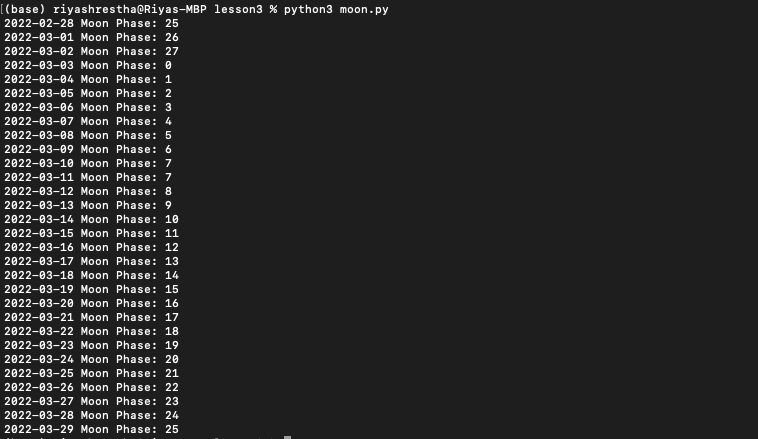 (base) riyashrestha@Riyas-MBP lesson3 % python3 moon.py
2022-02-28 Moon Phase: 25
2022-03-01 Moon Phase: 26
2022-03-02 Moon Phase: 27
2022-03-03 Moon Phase: 0
2022-03-04 Moon Phase: 1
2022-03-05 Moon Phase: 2
2022-03-06 Moon Phase: 3
2022-03-07 Moon Phase: 4
2022-03-08 Moon Phase: 5
2022-03-09 Moon Phase: 6
2022-03-10 Moon Phase: 7
2022-03-11 Moon Phase: 7
2022-03-12 Moon Phase: 8
2022-03-13 Moon Phase: 9
2022-03-14 Moon Phase: 10
2022-03-15 Moon Phase: 11
2022-03-16 Moon Phase: 12
2022-03-17 Moon Phase: 13
2022-03-18 Moon Phase: 14
2022-03-19 Moon Phase: 15
2022-03-20 Moon Phase: 16
2022-03-21 Moon Phase: 17
2022-03-22 Moon Phase: 18
2022-03-23 Moon Phase: 19
2022-03-24 Moon Phase: 20
2022-03-25 Moon Phase: 21
2022-03-26 Moon Phase: 22
2022-03-27 Moon Phase: 23
2022-03-28 Moon Phase: 24
2022-03-29 Moon Phase: 25